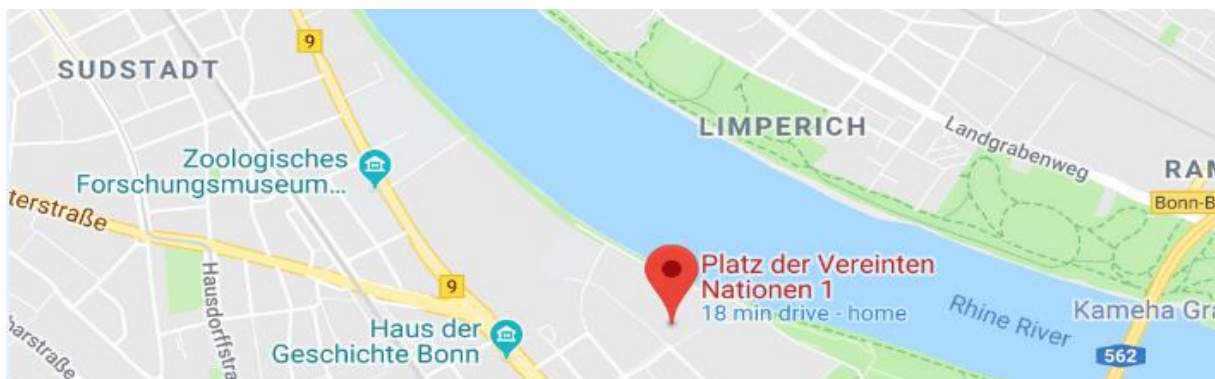 9
SUDSTADT
LIMPERICH
Landgrabenweg
Zoologisches
Forschungsmuseum...
RAM
Bonn-B
terstraße
Platz der Vereinten
Nationen 1
18 min drive - home
Hausdorffstra
9
Rhine River
Kameha Gra
Haus der
Geschichte Bonn
harstraße
562